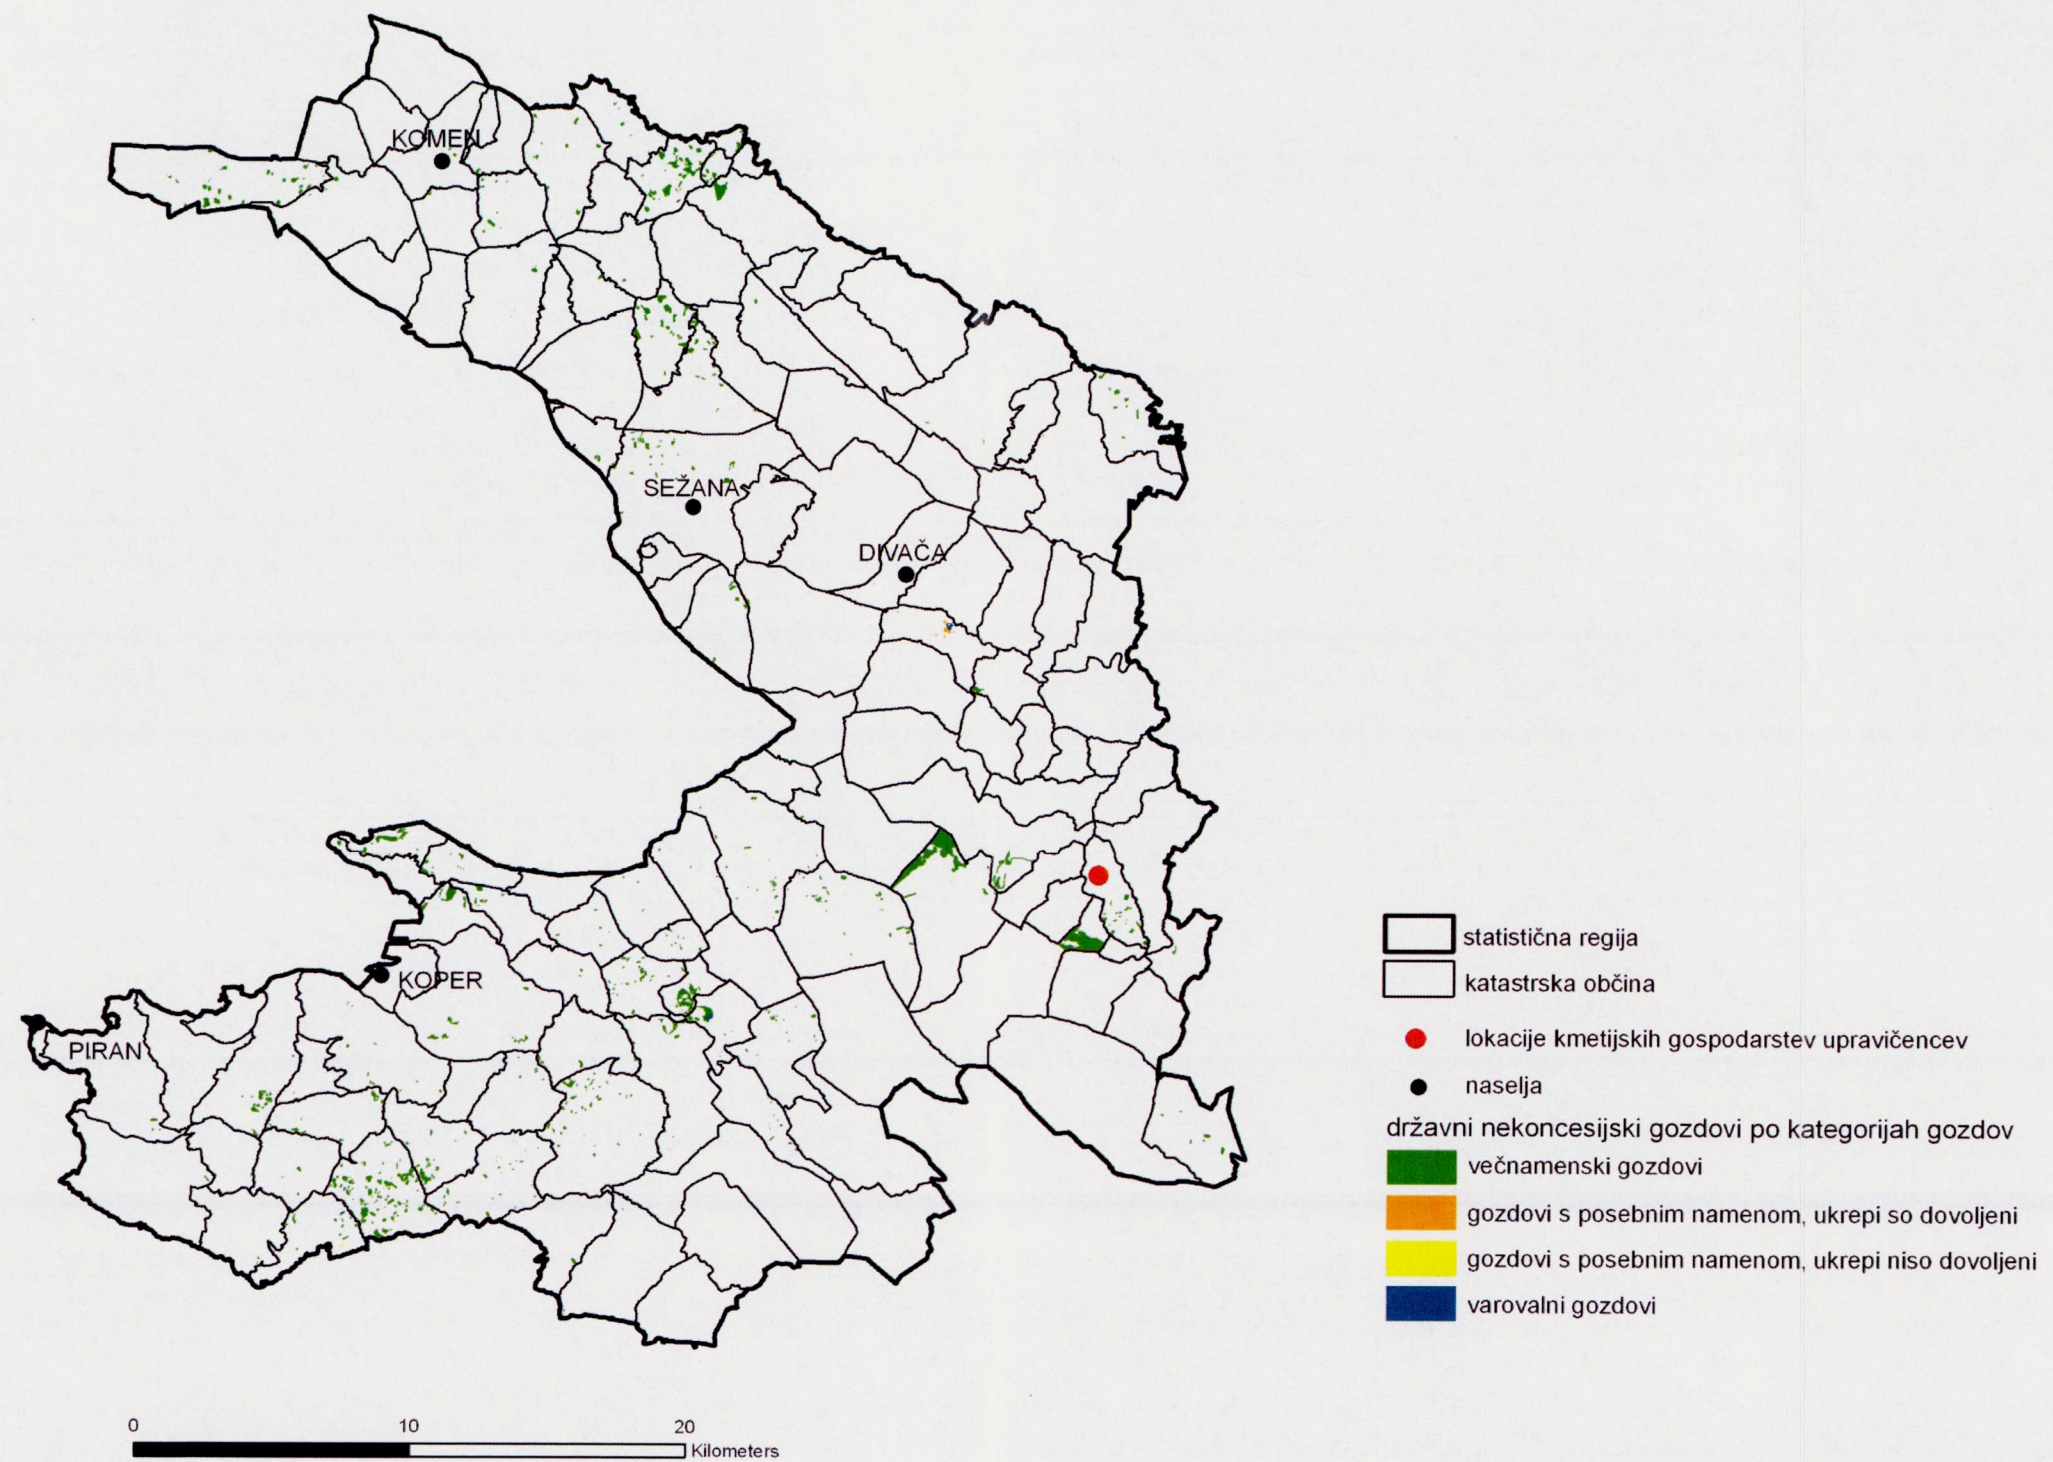 KOMEN
SEŽANA
DIVAČA
KOPER
PIRAN
statistična regija
katastrska občina
lokacije kmetijskih gospodarstev upravičencev
naselja
državni nekoncesijski gozdovi po kategorijah gozdov
večnamenski gozdovi
gozdovi s posebnim namenom, ukrepi so dovoljeni
gozdovi s posebnim namenom, ukrepi niso dovoljeni
varovalni gozdovi
0 10 20
Kilometers